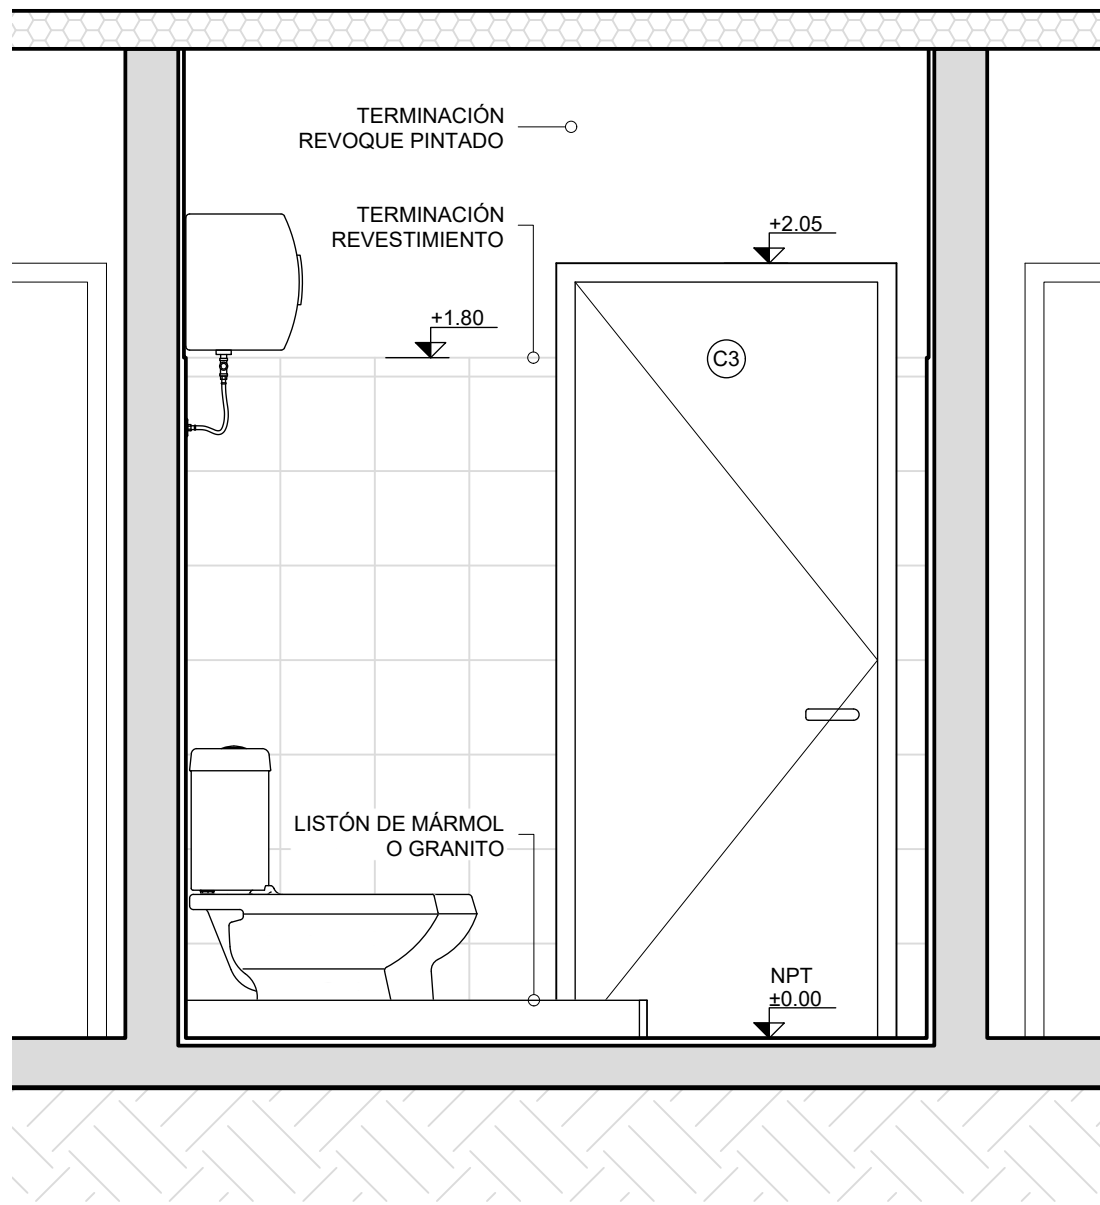 TERMINACIÓN
REVOQUE PINTADO
TERMINACIÓN
REVESTIMIENTO
+2.05
+1.80
C3
LISTÓN DE MÁRMOL
O GRANITO
NPT
±0.00